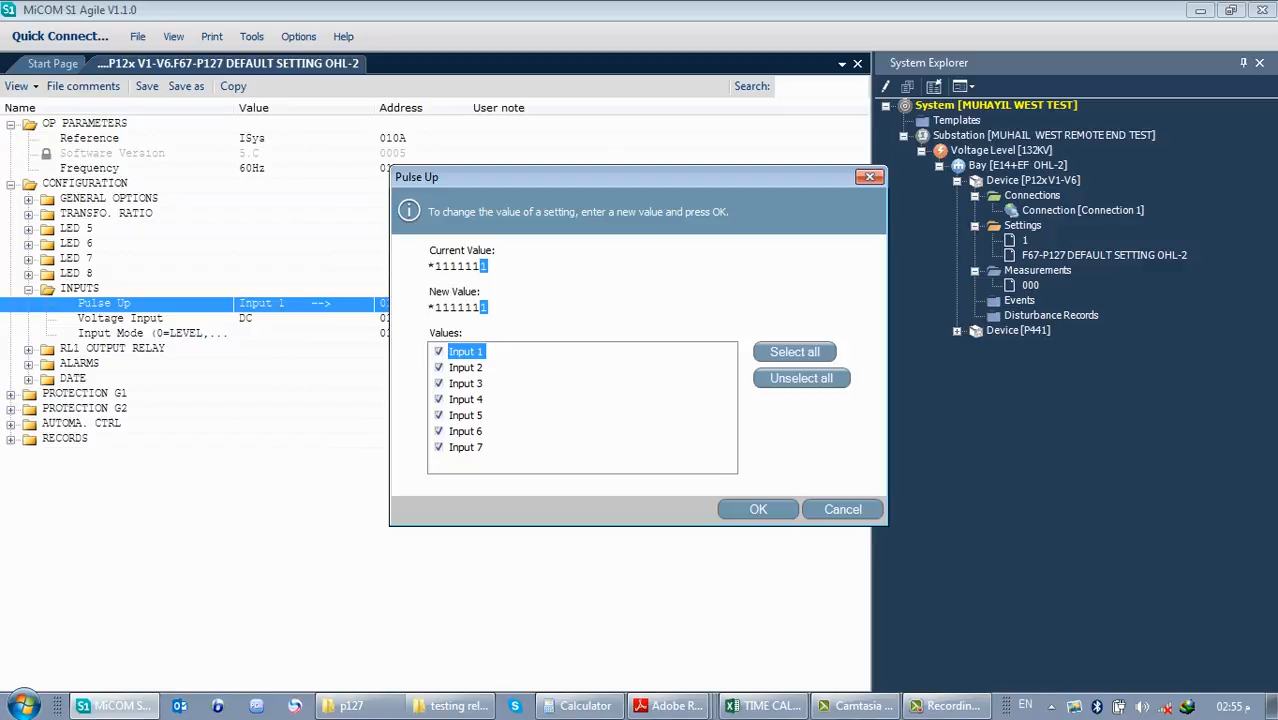 S1 MiCOM S1 Agile V1.1.0
Quick Connect... File View Print Tools Options Help
Start Page ....P12x V1-V6.F67-P127 DEFAULT SETTING OHL-2
View File comments Save Save as Copy Search:
Name Value Address User note
OP PARAMETERS
Reference ISya 010A
Software Version 5.C 0005
Frequency 60Hz
CONFIGURATION
GENERAL OPTIONS
TRANSFO. RATIO
LED 5
LED 6
LED 7
LED 8
INPUTS
Pulse Up Input 1 -->
Voltage Input DC
Input Mode (0=LEVEL,...
RL1 OUTPUT RELAY
ALARMS
DATE
PROTECTION G1
PROTECTION G2
AUTOMA. CTRL
RECORDS
Pulse Up
To change the value of a setting, enter a new value and press OK.
Current Value:
*1111111
New Value:
*1111111
Values:
Input 1
Input 2
Input 3
Input 4
Input 5
Input 6
Input 7
Select all
Unselect all
OK Cancel
System Explorer
System [MUHAYIL WEST TEST]
Templates
Substation [MUHAIL WEST REMOTE END TEST]
Voltage Level [132KV]
Bay [E14+EF OHL-2]
Device [P12x V1-V6]
Connections
Connection [Connection 1]
Settings
1
F67-P127 DEFAULT SETTING OHL-2
Measurements
000
Events
Disturbance Records
Device [P441]
S1 MiCOM S... p127 testing rel... Calculator Adobe R... TIME CAL... Camtasia ... Recordin... EN 02:55 م